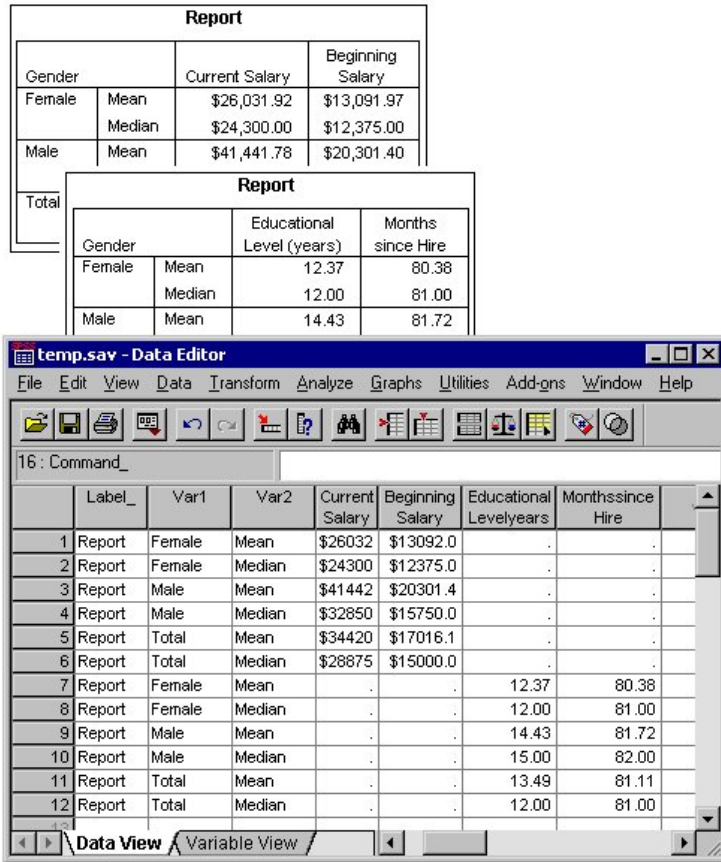 Report
Gender Current Salary Beginning Salary
Female Mean $26,031.92 $13,091.97
Median $24,300.00 $12,375.00
Male Mean $41,441.78 $20,301.40
Total
Report
Gender Educational Level (years) Months since Hire
Female Mean 12.37 80.38
Median 12.00 81.00
Male Mean 14.43 81.72
temp.sav - Data Editor
File Edit View Data Transform Analyze Graphs Utilities Add-ons Window Help
16 : Command_
Label_ Var1 Var2 Current Salary Beginning Salary Educational Levelyears Monthssince Hire
1 Report Female Mean $26032 $13092.0 . .
2 Report Female Median $24300 $12375.0 . .
3 Report Male Mean $41442 $20301.4 . .
4 Report Male Median $32850 $15750.0 . .
5 Report Total Mean $34420 $17016.1 . .
6 Report Total Median $28875 $15000.0 . .
7 Report Female Mean . . 12.37 80.38
8 Report Female Median . . 12.00 81.00
9 Report Male Mean . . 14.43 81.72
10 Report Male Median . . 15.00 82.00
11 Report Total Mean . . 13.49 81.11
12 Report Total Median . . 12.00 81.00
Data View Variable View